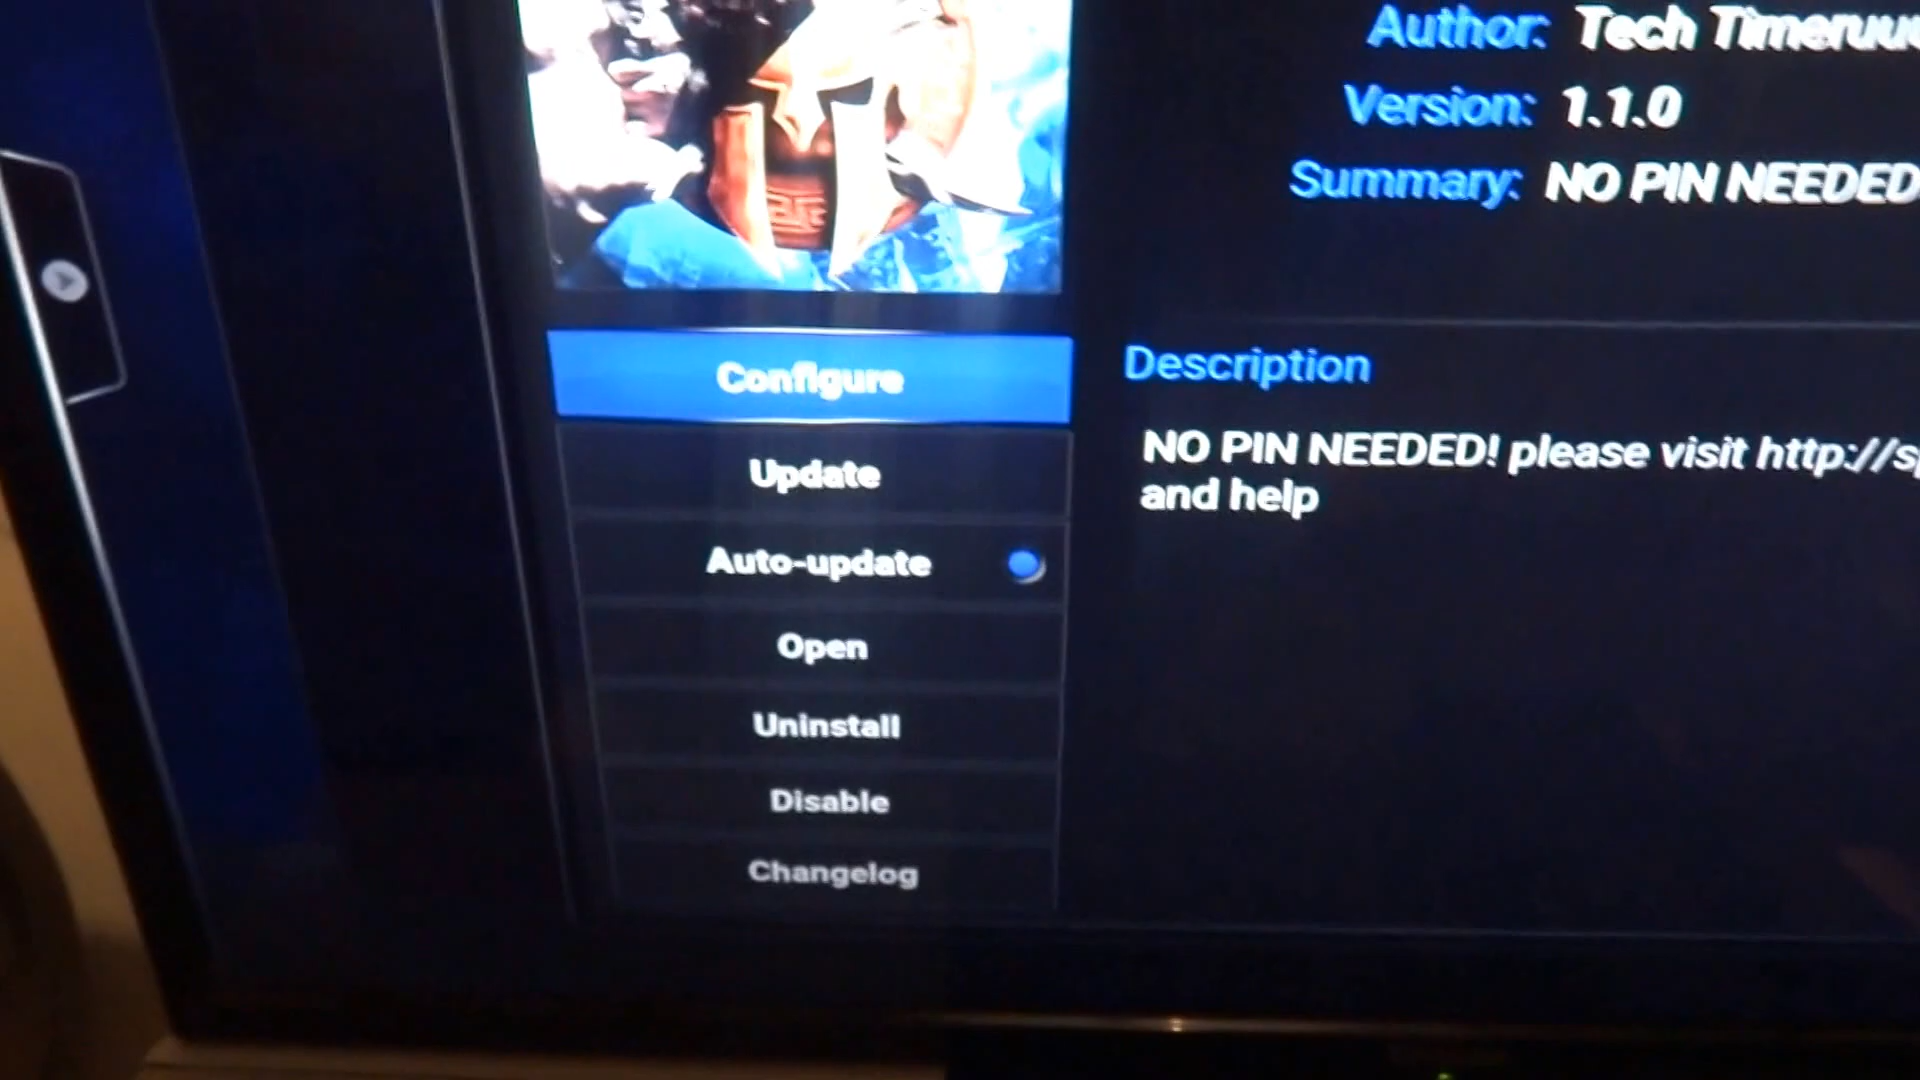 Author: Tech
Version: 1.1.0
Summary: NO PIN NEEDED
Configure
Update
Auto-update
Open
Uninstall
Disable
Changelog
Description
NO PIN NEEDED! please visit http://s
and help